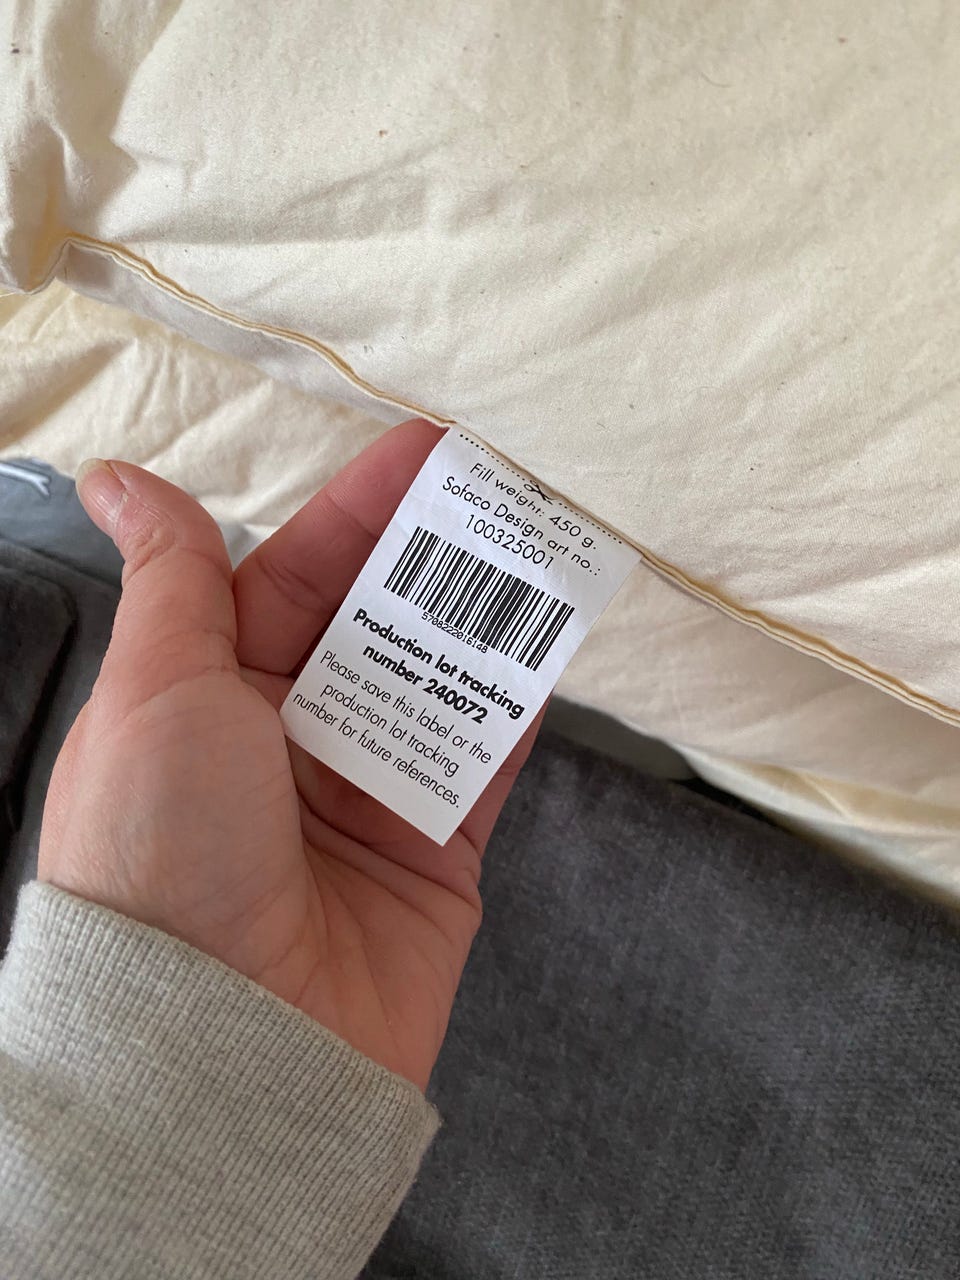 Fill weight: 450 g.
Sofaco Design art no.:
100325001
5708222016148
Production lot tracking
number 240072
Please save this label or the
production lot tracking
number for future references.